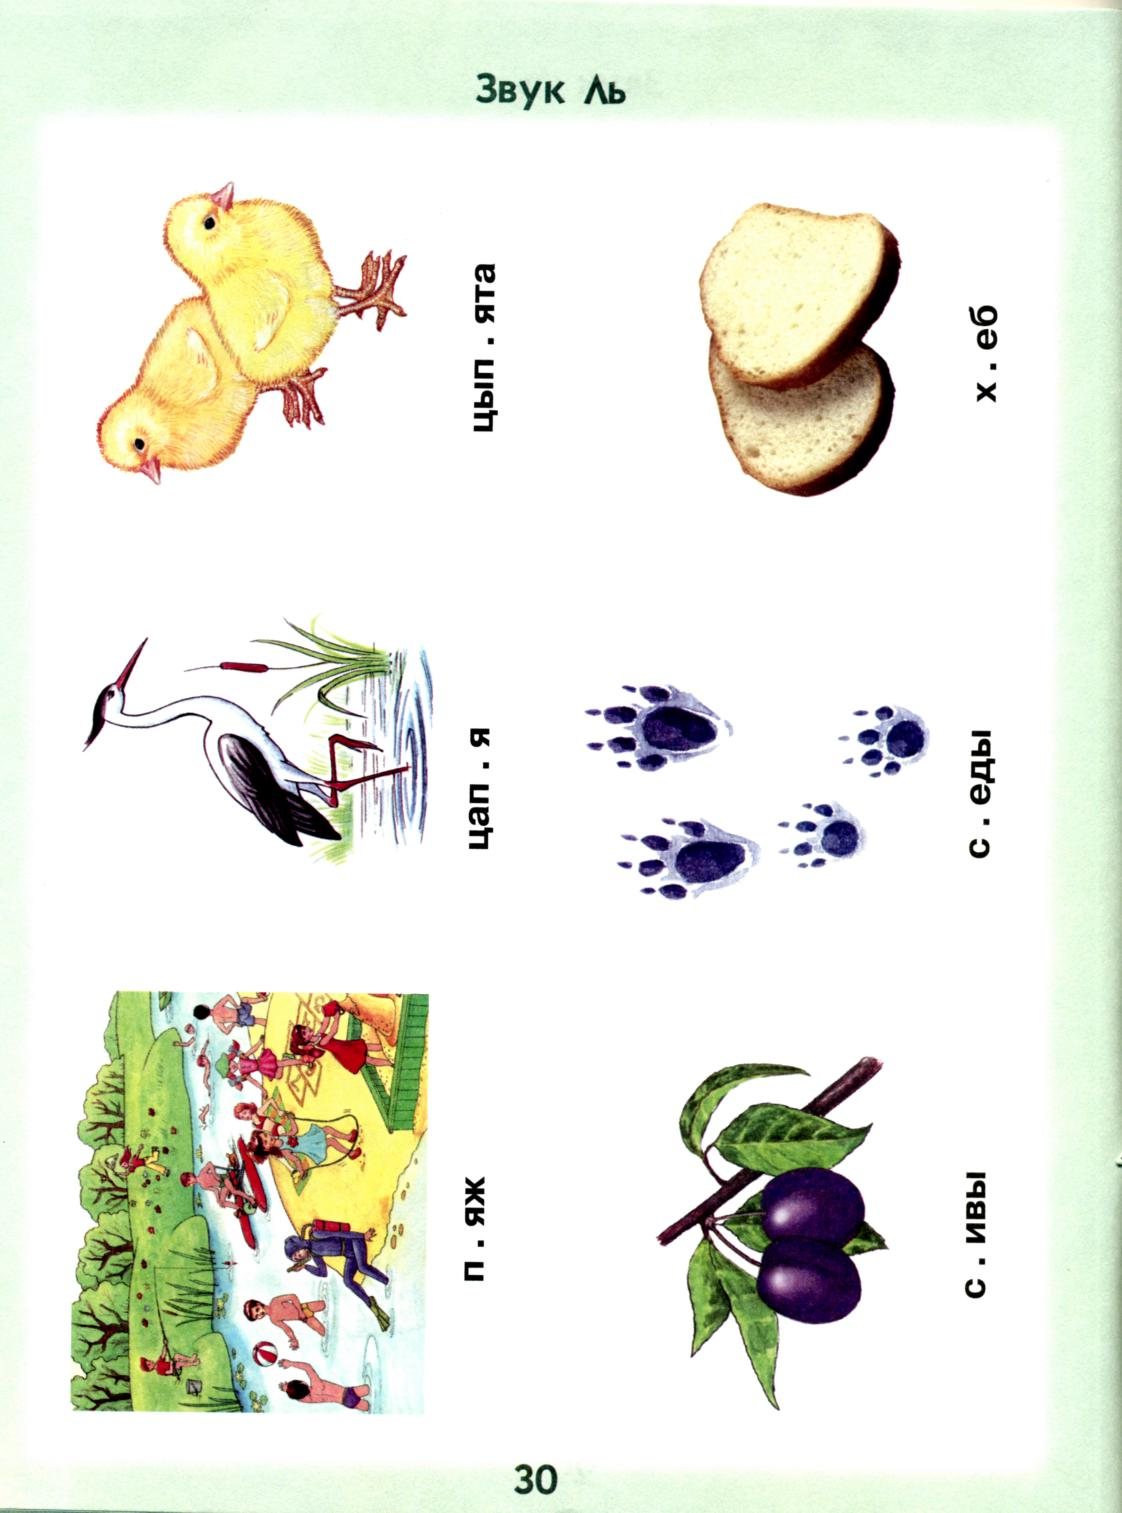 Звук Ль
п . яж
цап . я
цып . ята
с . ивы
с . еды
х . еб
30